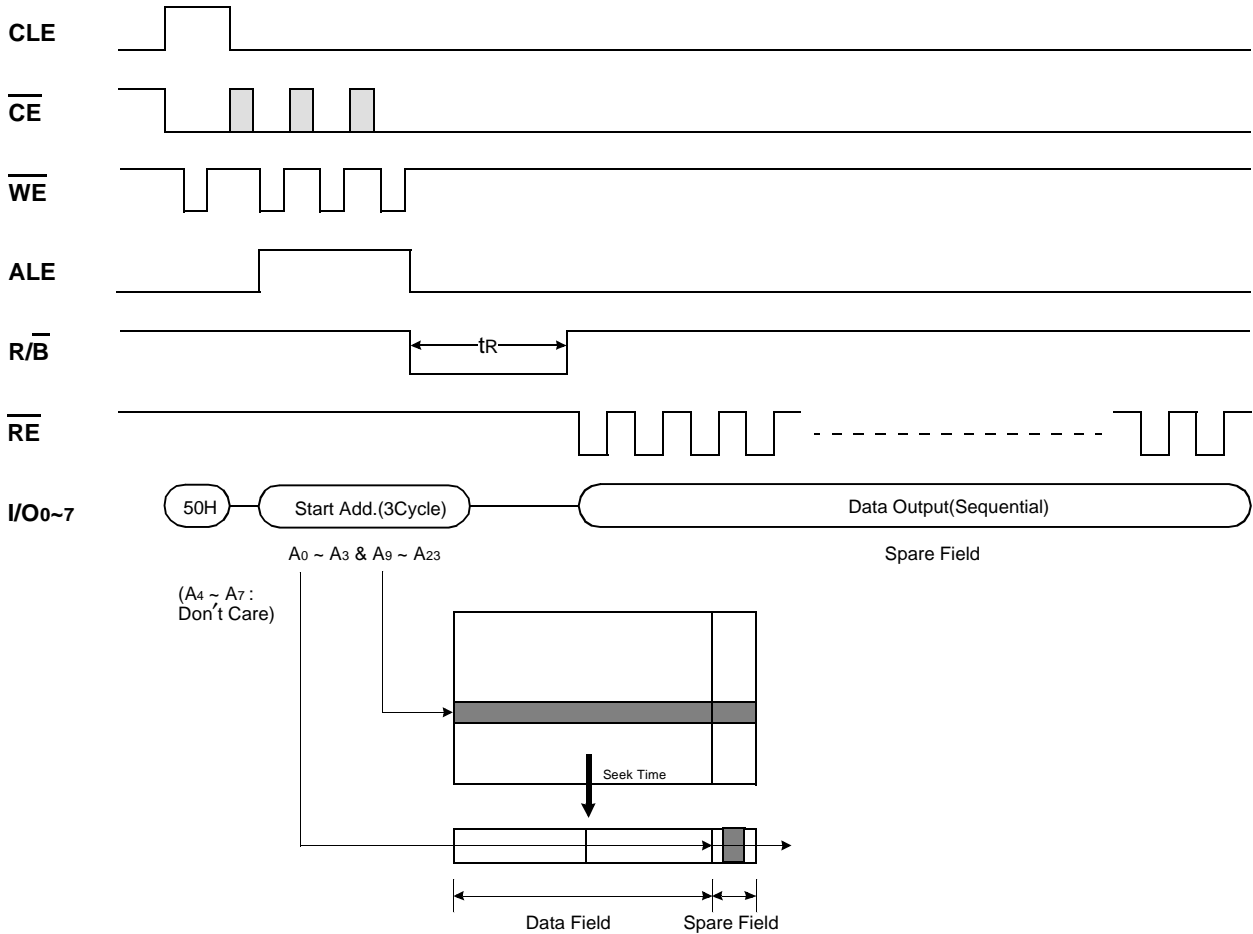 CLE
CE
WE
ALE
R/B
tR
RE
I/O0~7
50H
Start Add.(3Cycle)
Data Output(Sequential)
A0 ~ A3 & A9 ~ A23
Spare Field
(A4 ~ A7 :
Don't Care)
Seek Time
Data Field
Spare Field